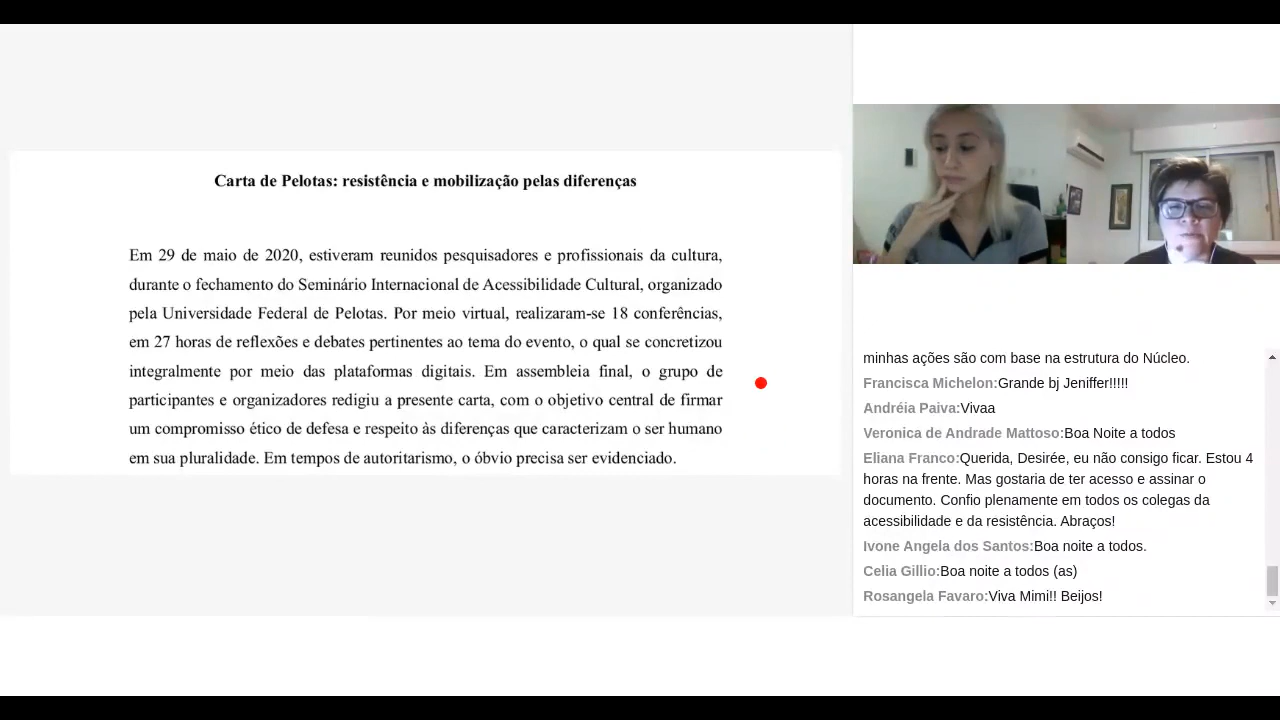 Carta de Pelotas: resistência e mobilização pelas diferenças
Em 29 de maio de 2020, estiveram reunidos pesquisadores e profissionais da cultura,
durante o fechamento do Seminário Internacional de Acessibilidade Cultural, organizado
pela Universidade Federal de Pelotas. Por meio virtual, realizaram-se 18 conferências,
em 27 horas de reflexões e debates pertinentes ao tema do evento, o qual se concretizou
integralmente por meio das plataformas digitais. Em assembleia final, o grupo de
participantes e organizadores redigiu a presente carta, com o objetivo central de firmar
um compromisso ético de defesa e respeito às diferenças que caracterizam o ser humano
em sua pluralidade. Em tempos de autoritarismo, o óbvio precisa ser evidenciado.
minhas ações são com base na estrutura do Núcleo.
Francisca Michelon:Grande bj Jeniffer!!!!!
Andréia Paiva:Vivaa
Veronica de Andrade Mattoso:Boa Noite a todos
Eliana Franco:Querida, Desirée, eu não consigo ficar. Estou 4
horas na frente. Mas gostaria de ter acesso e assinar o
documento. Confio plenamente em todos os colegas da
acessibilidade e da resistência. Abraços!
Ivone Angela dos Santos:Boa noite a todos.
Celia Gillio:Boa noite a todos (as)
Rosangela Favaro:Viva Mimi!! Beijos!